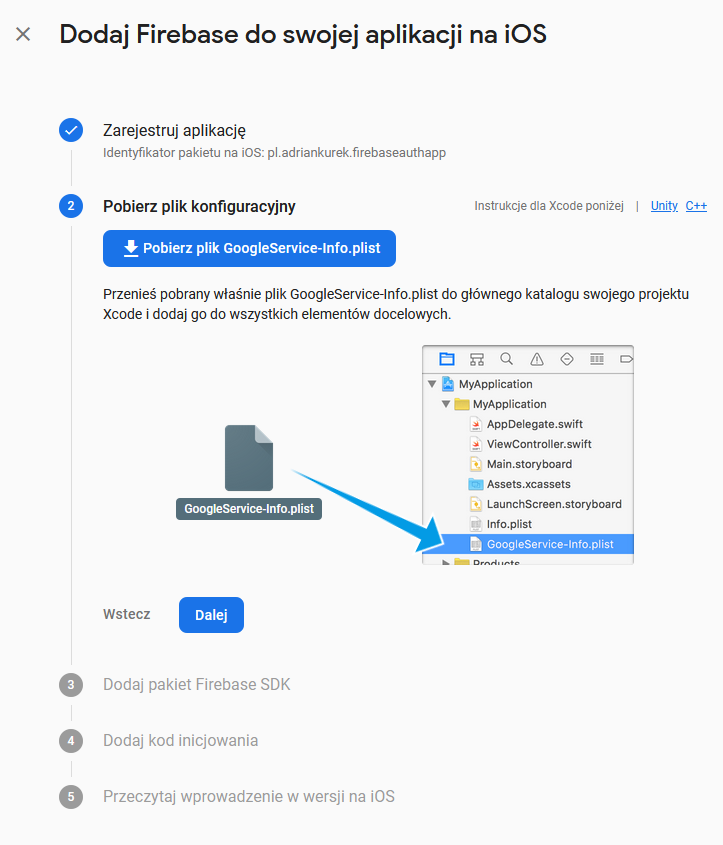 Dodaj Firebase do swojej aplikacji na iOS
Zarejestruj aplikację
Identyfikator pakietu na iOS: pl.adriankurek.firebaseauthapp
2
Pobierz plik konfiguracyjny
Instrukcje dla Xcode poniżej | Unity C++
Pobierz plik GoogleService-Info.plist
Przenieś pobrany właśnie plik GoogleService-Info.plist do głównego katalogu swojego projektu
Xcode i dodaj go do wszystkich elementów docelowych.
GoogleService-Info.plist
MyApplication
MyApplication
AppDelegate.swift
ViewController.swift
Main.storyboard
Assets.xcassets
LaunchScreen.storyboard
Info.plist
GoogleService-Info.plist
Products
Wstecz
Dalej
3
Dodaj pakiet Firebase SDK
4
Dodaj kod inicjowania
5
Przeczytaj wprowadzenie w wersji na iOS